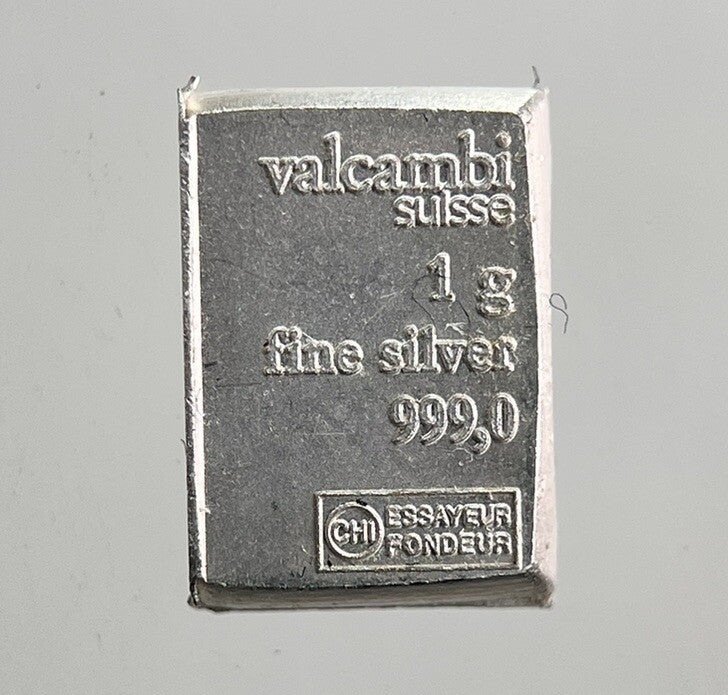 valcambi
suisse
1 g
fine silver
999,0
CHI ESSAYEUR
FONDEUR